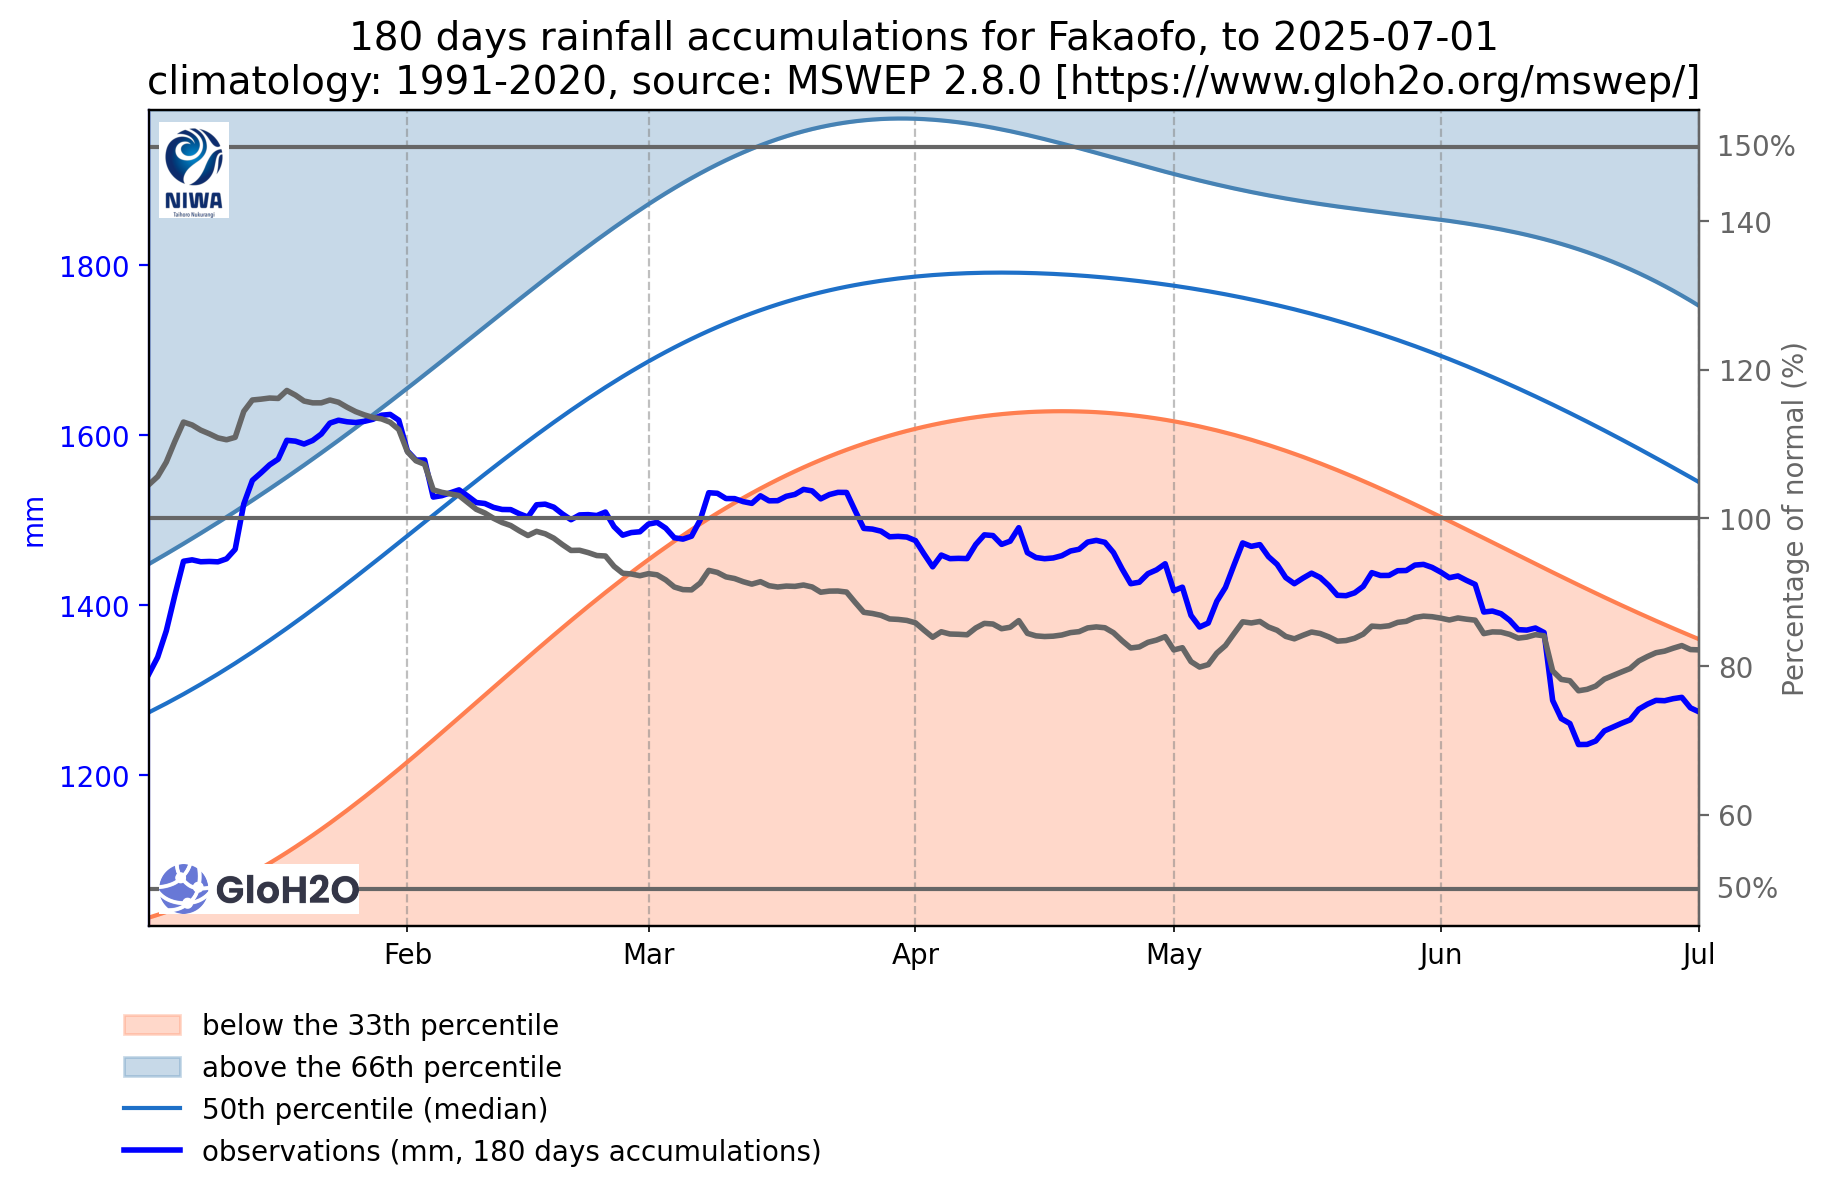 180 days rainfall accumulations for Fakaofo, to 2025-07-01
climatology: 1991-2020, source: MSWEP 2.8.0 [https://www.gloh2o.org/mswep/]
NIWA
Taihoro Nukurangi
150%
140
1800
120
1600
100
mm
Percentage of normal (%)
1400
80
1200
60
GloH2O
50%
Feb
Mar
Apr
May
Jun
Jul
below the 33th percentile
above the 66th percentile
50th percentile (median)
observations (mm, 180 days accumulations)